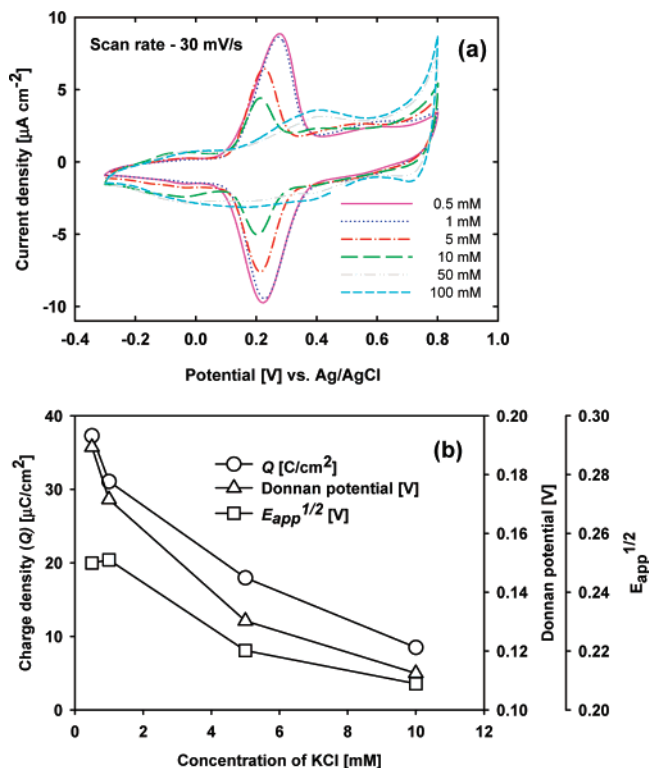 Scan rate - 30 mV/s
(a)
10
5
0
-5
-10
Current density [µA cm⁻²]
0.5 mM
1 mM
5 mM
10 mM
50 mM
100 mM
-0.4 -0.2 0.0 0.2 0.4 0.6 0.8 1.0
Potential [V] vs. Ag/AgCl
(b)
Q [C/cm²]
Donnan potential [V]
E_app^1/2 [V]
40
30
20
10
0
Charge density (Q) [µC/cm²]
0.20
0.18
0.16
0.14
0.12
0.10
Donnan potential [V]
0.30
0.28
0.26
0.24
0.22
0.20
E_app^1/2
0 2 4 6 8 10 12
Concentration of KCl [mM]